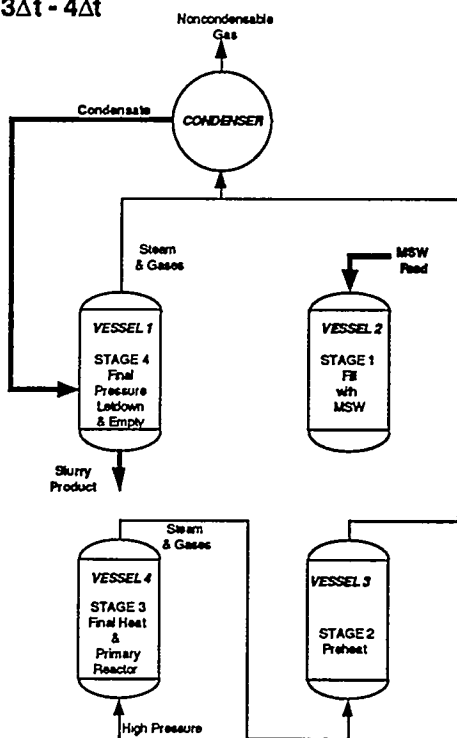 3Δt - 4Δt
Noncondensable
Gas
Condensate
CONDENSER
Steam
& Gases
MSW
Feed
VESSEL 1
STAGE 4
Final
Pressure
Letdown
& Empty
VESSEL 2
STAGE 1
Fill
with
MSW
Slurry
Product
Steam
& Gases
VESSEL 4
STAGE 3
Final Heat
&
Primary
Reactor
VESSEL 3
STAGE 2
Preheat
High Pressure